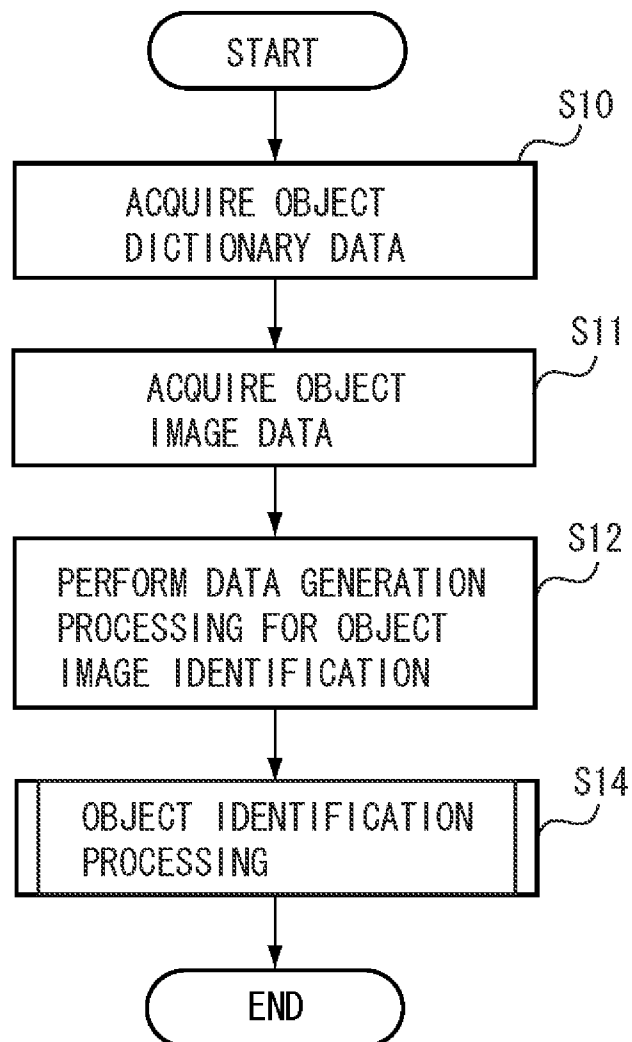 START
S10
ACQUIRE OBJECT
DICTIONARY DATA
S11
ACQUIRE OBJECT
IMAGE DATA
S12
PERFORM DATA GENERATION
PROCESSING FOR OBJECT
IMAGE IDENTIFICATION
S14
OBJECT IDENTIFICATION
PROCESSING
END